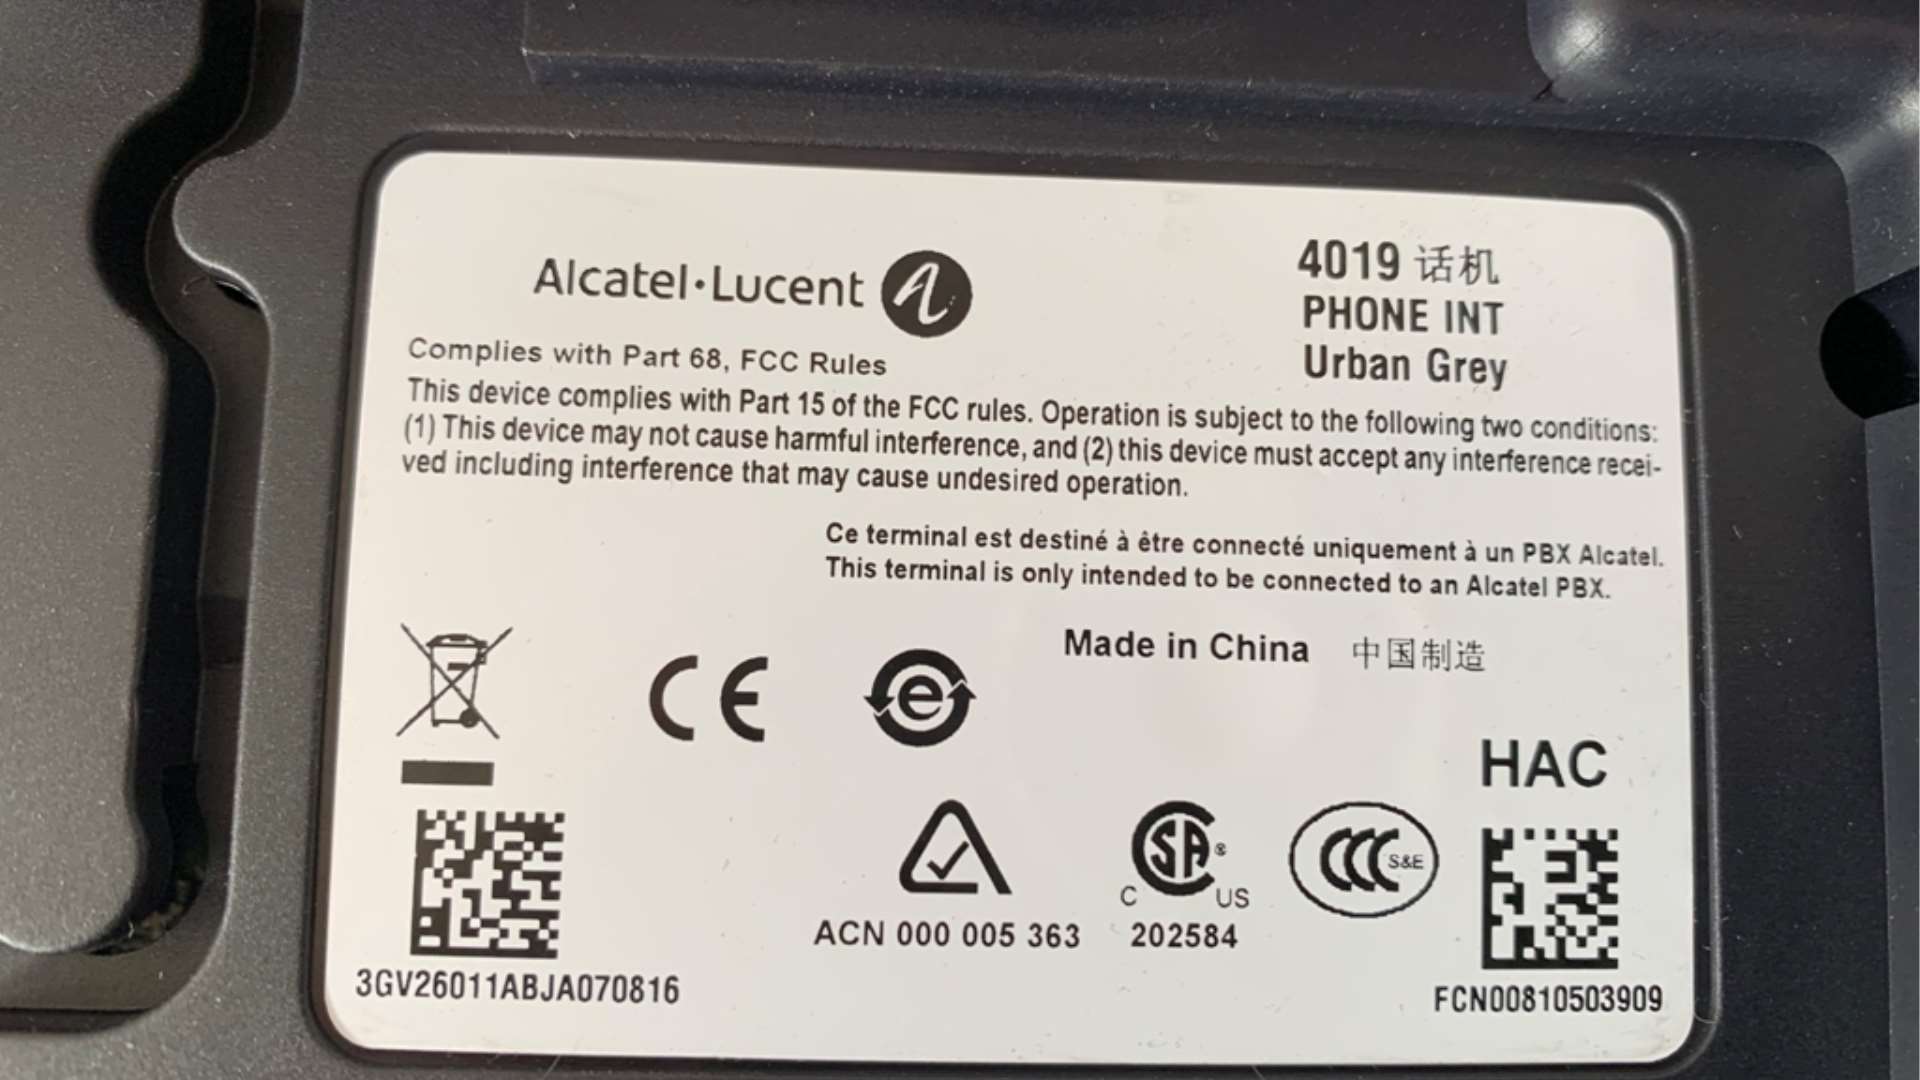 Alcatel·Lucent
4019 话机
PHONE INT
Urban Grey
Complies with Part 68, FCC Rules
This device complies with Part 15 of the FCC rules. Operation is subject to the following two conditions:
(1) This device may not cause harmful interference, and (2) this device must accept any interference recei-
ved including interference that may cause undesired operation.
Ce terminal est destiné à être connecté uniquement à un PBX Alcatel.
This terminal is only intended to be connected to an Alcatel PBX.
Made in China 中国制造
CE
e
HAC
SA®
C US
CCC S&E
ACN 000 005 363
202584
3GV26011ABJA070816
FCN00810503909